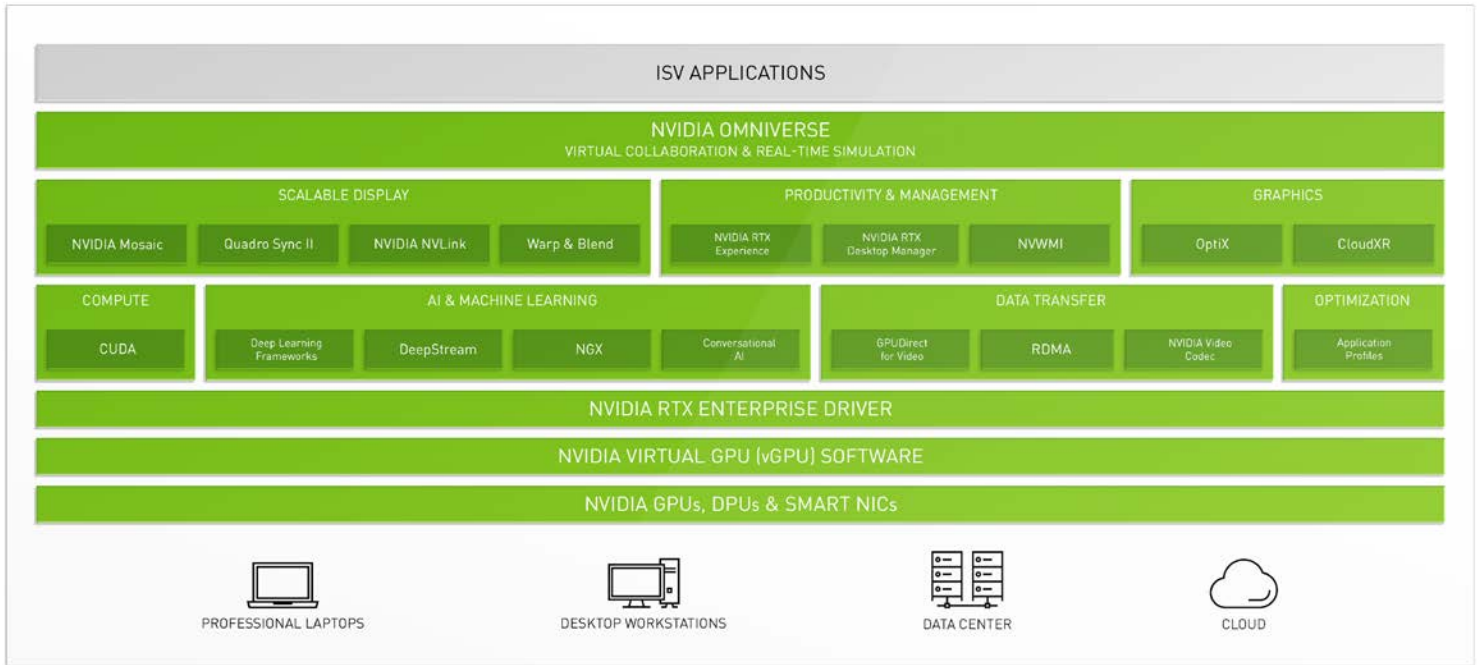 ISV APPLICATIONS
NVIDIA OMNIVERSE
VIRTUAL COLLABORATION & REAL-TIME SIMULATION
SCALABLE DISPLAY
NVIDIA Mosaic
Quadro Sync II
NVIDIA NVLink
Warp & Blend
PRODUCTIVITY & MANAGEMENT
NVIDIA RTX
Experience
NVIDIA RTX
Desktop Manager
NVWMI
GRAPHICS
OptiX
CloudXR
COMPUTE
CUDA
AI & MACHINE LEARNING
Deep Learning
Frameworks
DeepStream
NGX
Conversational
AI
DATA TRANSFER
GPUDirect
for Video
RDMA
NVIDIA Video
Codec
OPTIMIZATION
Application
Profiles
NVIDIA RTX ENTERPRISE DRIVER
NVIDIA VIRTUAL GPU (vGPU) SOFTWARE
NVIDIA GPUs, DPUs & SMART NICs
PROFESSIONAL LAPTOPS
DESKTOP WORKSTATIONS
DATA CENTER
CLOUD